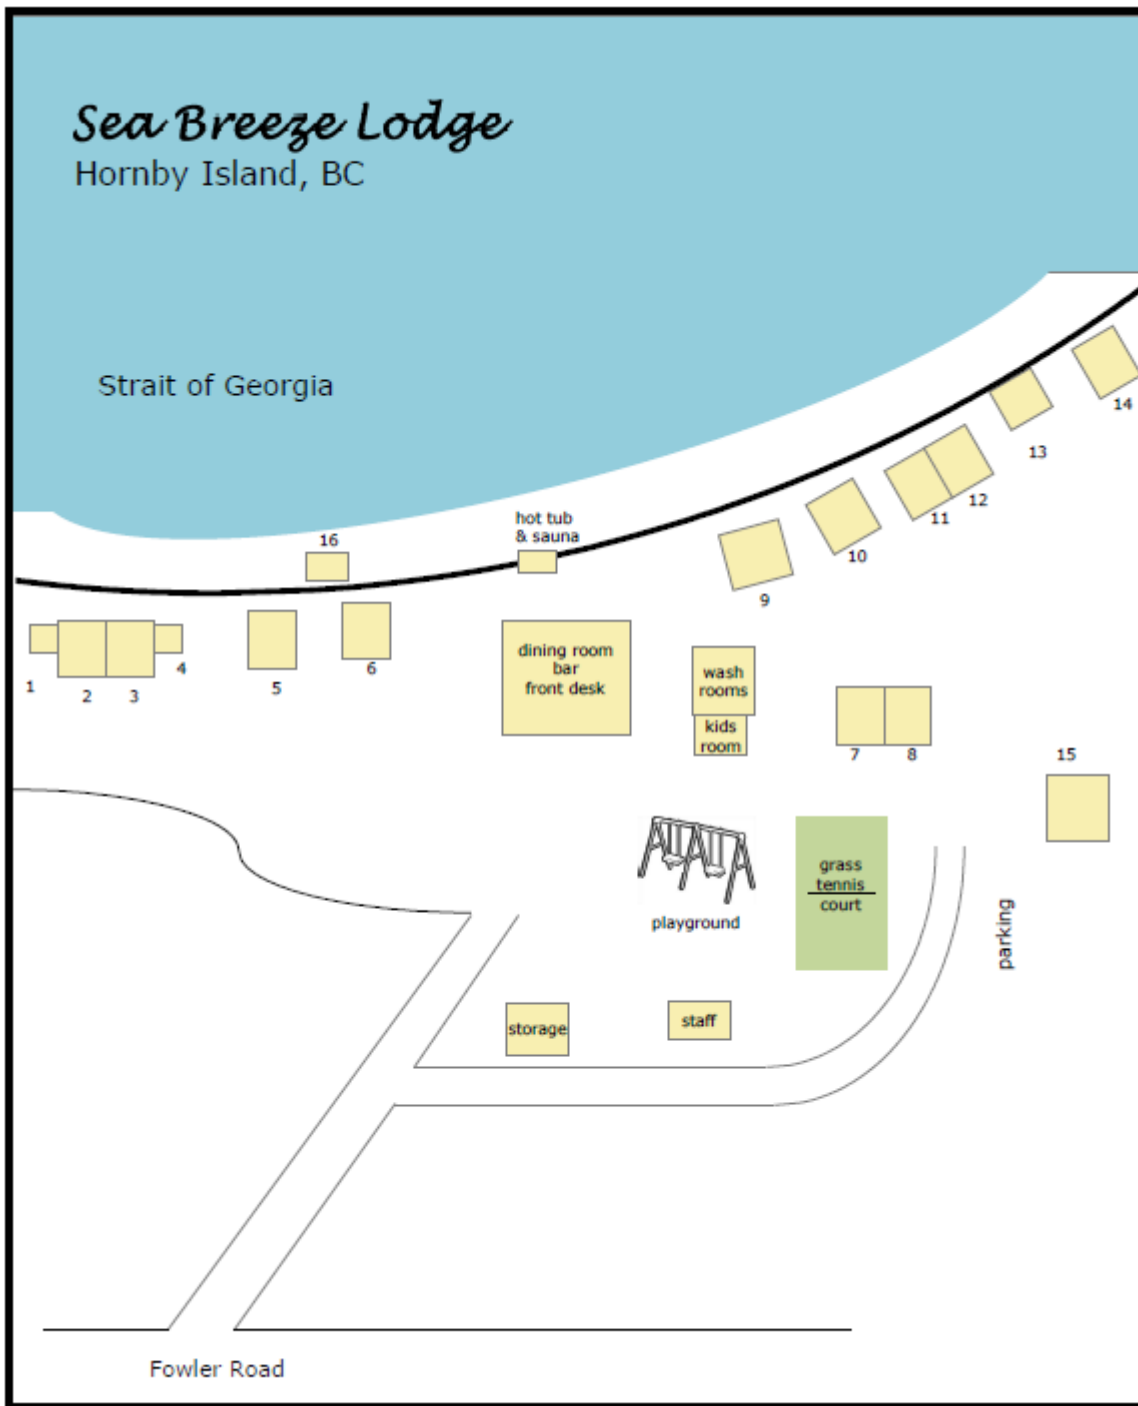 Sea Breeze Lodge
Hornby Island, BC
Strait of Georgia
14
13
12
11
10
9
hot tub
& sauna
16
1
2
3
4
5
6
dining room
bar
front desk
wash
rooms
kids
room
7
8
15
playground
grass
tennis
court
parking
storage
staff
Fowler Road